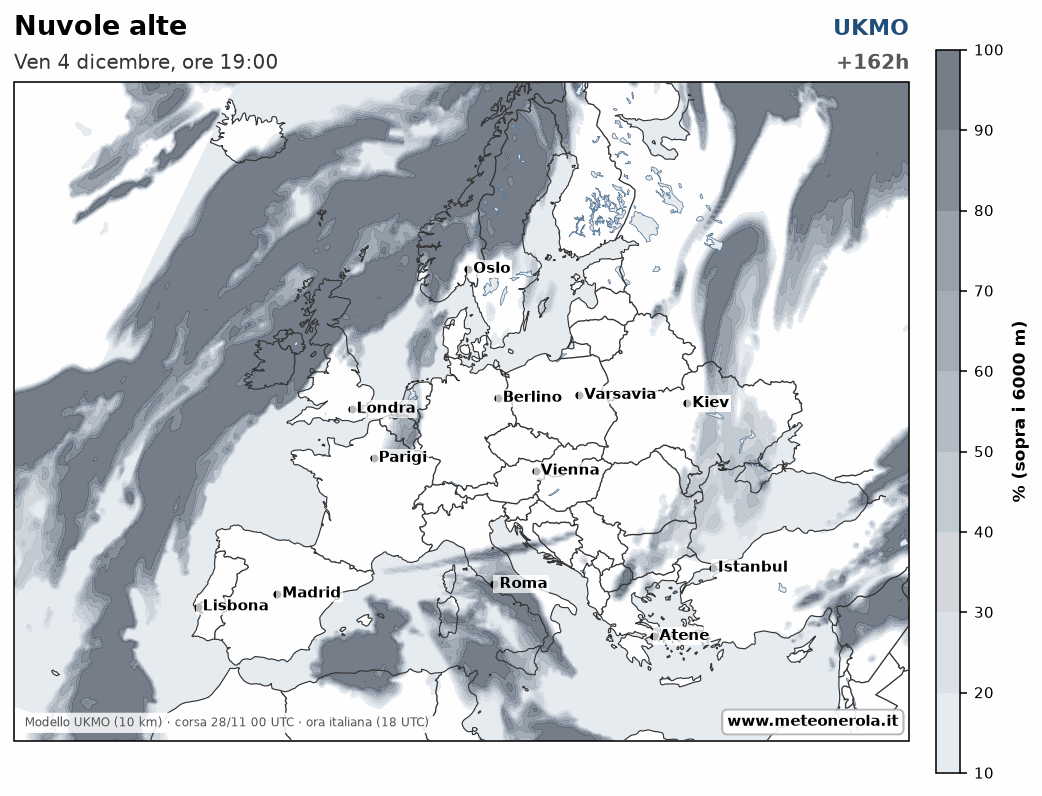 Nuvole alte
UKMO
Ven 4 dicembre, ore 19:00
+162h
100
90
80
70
60
50
40
30
20
10
% (sopra i 6000 m)
Oslo
Berlino
Varsavia
Kiev
Londra
Parigi
Vienna
Istanbul
Roma
Madrid
Lisbona
Atene
Modello UKMO (10 km) · corsa 28/11 00 UTC · ora italiana (18 UTC)
www.meteonerola.it